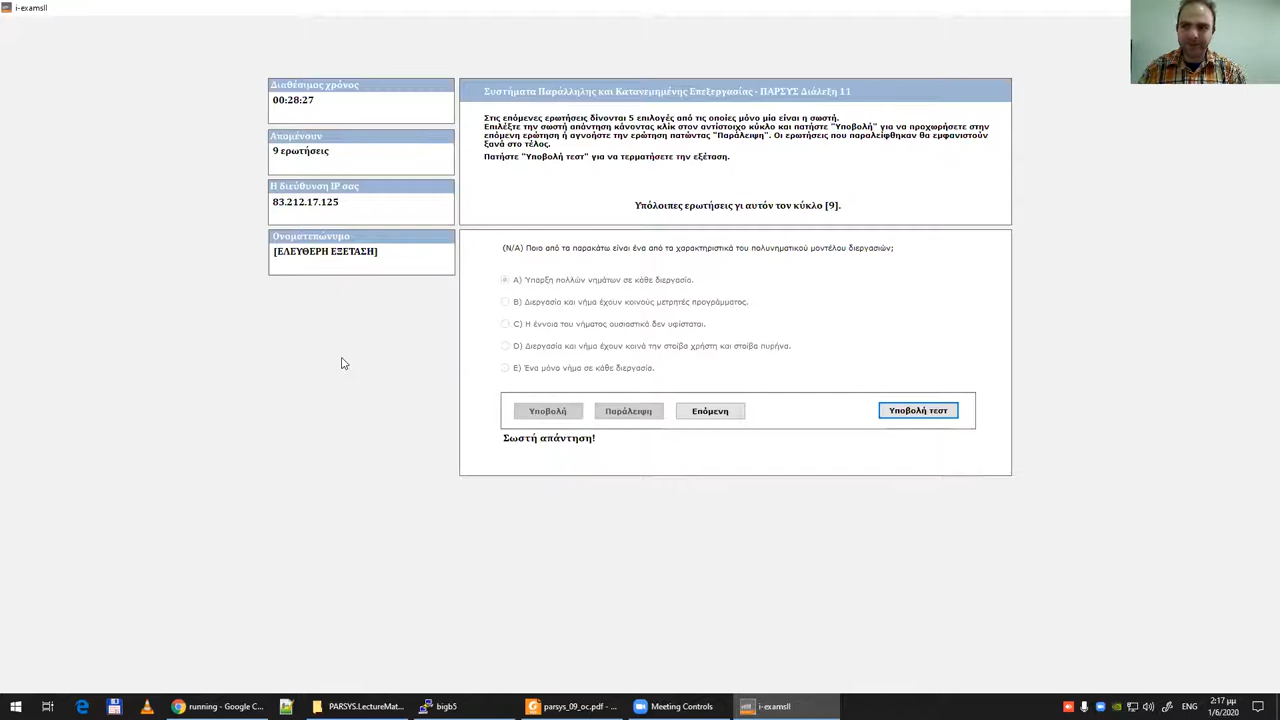 i-examsll
Διαθέσιμος χρόνος
00:28:27
Απομένουν
9 ερωτήσεις
Η διεύθυνση IP σας
83.212.17.125
Ονοματεπώνυμο
[ΕΛΕΥΘΕΡΗ ΕΞΕΤΑΣΗ]
Συστήματα Παράλληλης και Κατανεμημένης Επεξεργασίας - ΠΑΡΣΥΣ Διάλεξη 11
Στις επόμενες ερωτήσεις δίνονται 5 επιλογές από τις οποίες μόνο μία είναι η σωστή.
Επιλέξτε την σωστή απάντηση κάνοντας κλίκ στον αντίστοιχο κύκλο και πατήστε "Υποβολή" για να προχωρήσετε στην
επόμενη ερώτηση ή αγνοήστε την ερώτηση πατώντας "Παράλειψη". Οι ερωτήσεις που παραλείφθηκαν θα εμφανιστούν
ξανά στο τέλος.
Πατήστε "Υποβολή τεστ" για να τερματήσετε την εξέταση.
Υπόλοιπες ερωτήσεις γι αυτόν τον κύκλο [9].
(N/A) Ποιο από τα παρακάτω είναι ένα από τα χαρακτηριστικά του πολυνηματικού μοντέλου διεργασιών;
A) Ύπαρξη πολλών νημάτων σε κάθε διεργασία.
B) Διεργασία και νήμα έχουν κοινούς μετρητές προγράμματος.
C) Η έννοια του νήματος ουσιαστικά δεν υφίσταται.
D) Διεργασία και νήμα έχουν κοινά την στοίβα χρήστη και στοίβα πυρήνα.
E) Ένα μόνο νήμα σε κάθε διεργασία.
Υποβολή Παράλειψη Επόμενη Υποβολή τεστ
Σωστή απάντηση!
running - Google C... PARSYS.LectureMat... bigb5 parsys_09_oc.pdf - ... Meeting Controls i-examsll ENG 2:17 μμ
1/6/2020